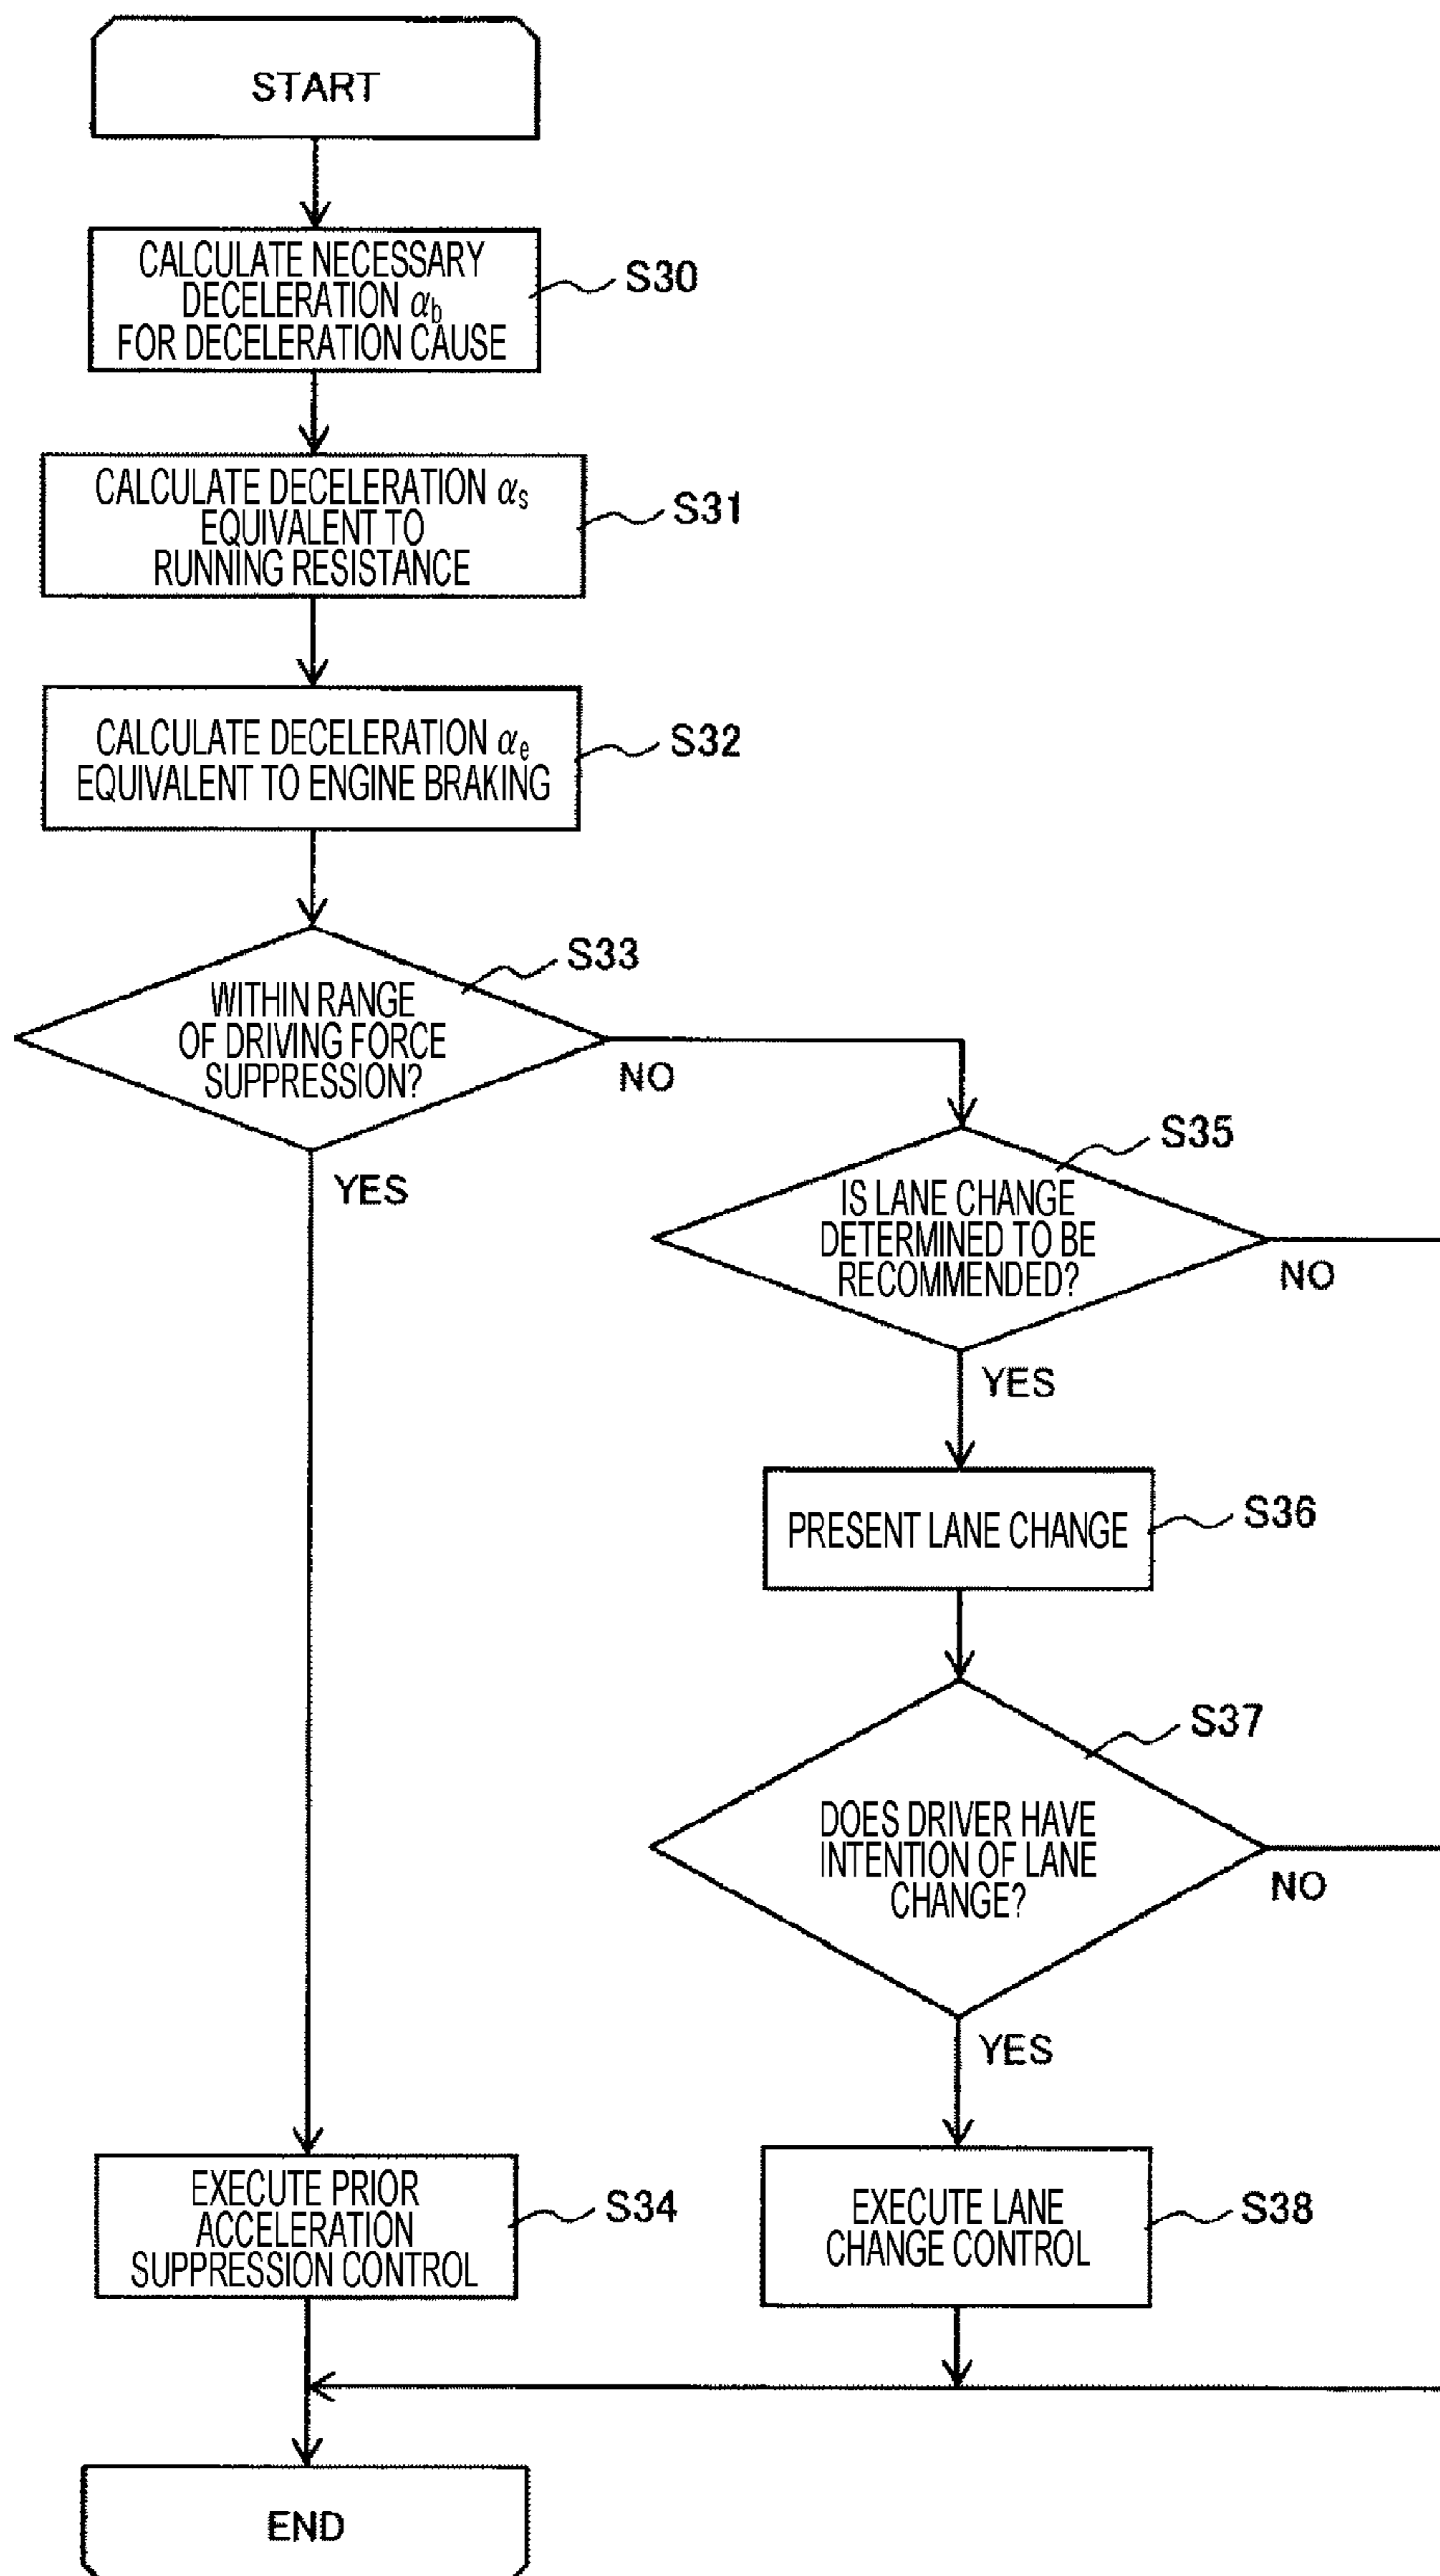 START
CALCULATE NECESSARY
DECELERATION αb
FOR DECELERATION CAUSE
S30
CALCULATE DECELERATION αs
EQUIVALENT TO
RUNNING RESISTANCE
S31
CALCULATE DECELERATION αe
EQUIVALENT TO ENGINE BRAKING
S32
WITHIN RANGE
OF DRIVING FORCE
SUPPRESSION?
S33
NO
YES
IS LANE CHANGE
DETERMINED TO BE
RECOMMENDED?
S35
NO
YES
PRESENT LANE CHANGE
S36
DOES DRIVER HAVE
INTENTION OF LANE
CHANGE?
S37
NO
YES
EXECUTE PRIOR
ACCELERATION
SUPPRESSION CONTROL
S34
EXECUTE LANE
CHANGE CONTROL
S38
END